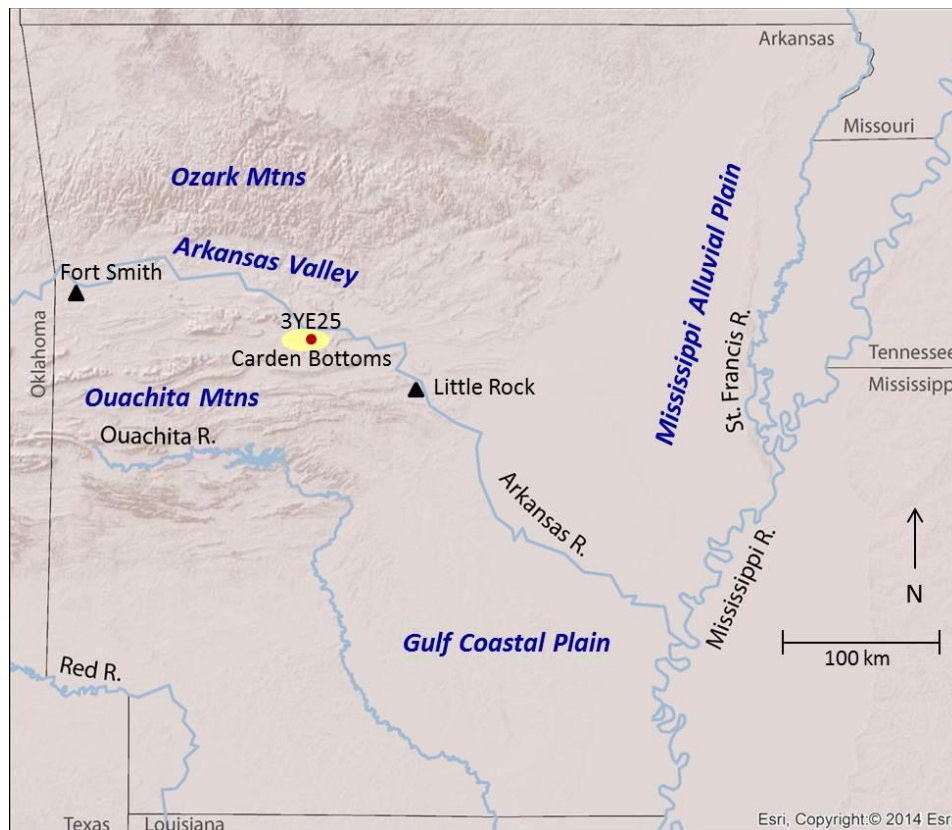 Arkansas
Missouri
Ozark Mtns
Mississippi Alluvial Plain
Arkansas Valley
Fort Smith
Oklahoma
3YE25
Carden Bottoms
St. Francis R.
Tennessee
Mississipp
Little Rock
Ouachita Mtns
Ouachita R.
Arkansas R.
Mississippi R.
N
Gulf Coastal Plain
100 km
Red R.
Texas
Louisiana
Esri, Copyright:© 2014 Esr